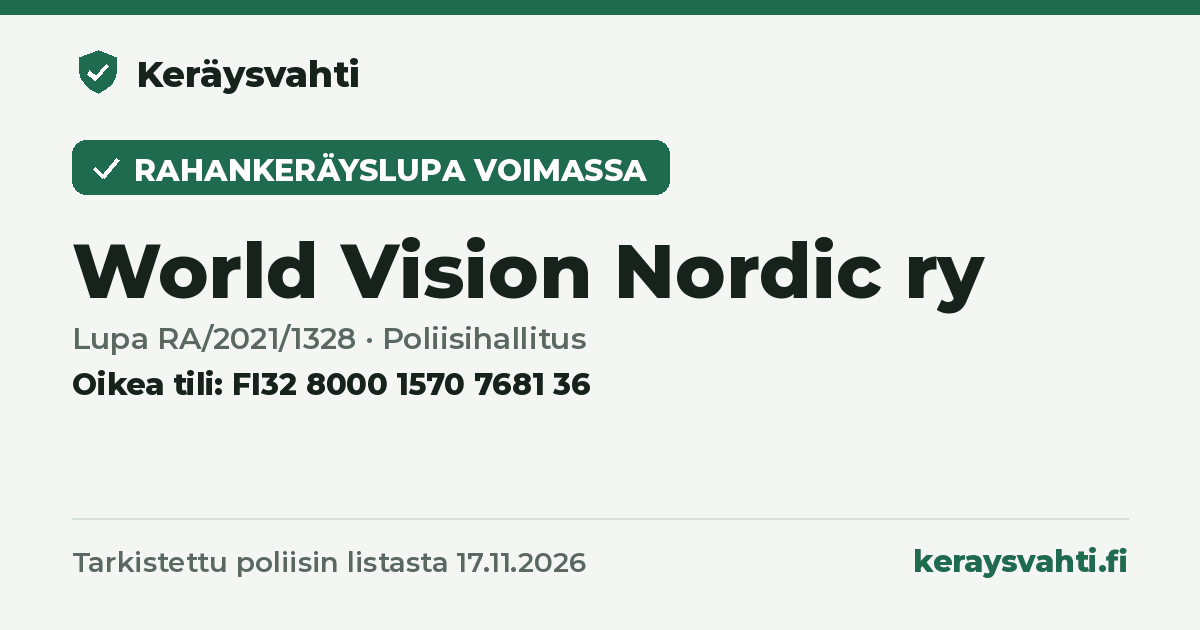 Keräysvahti
RAHANKERÄYSLUPA VOIMASSA
World Vision Nordic ry
Lupa RA/2021/1328 · Poliisihallitus
Oikea tili: FI32 8000 1570 7681 36
Tarkistettu poliisin listasta 17.11.2026
keraysvahti.fi